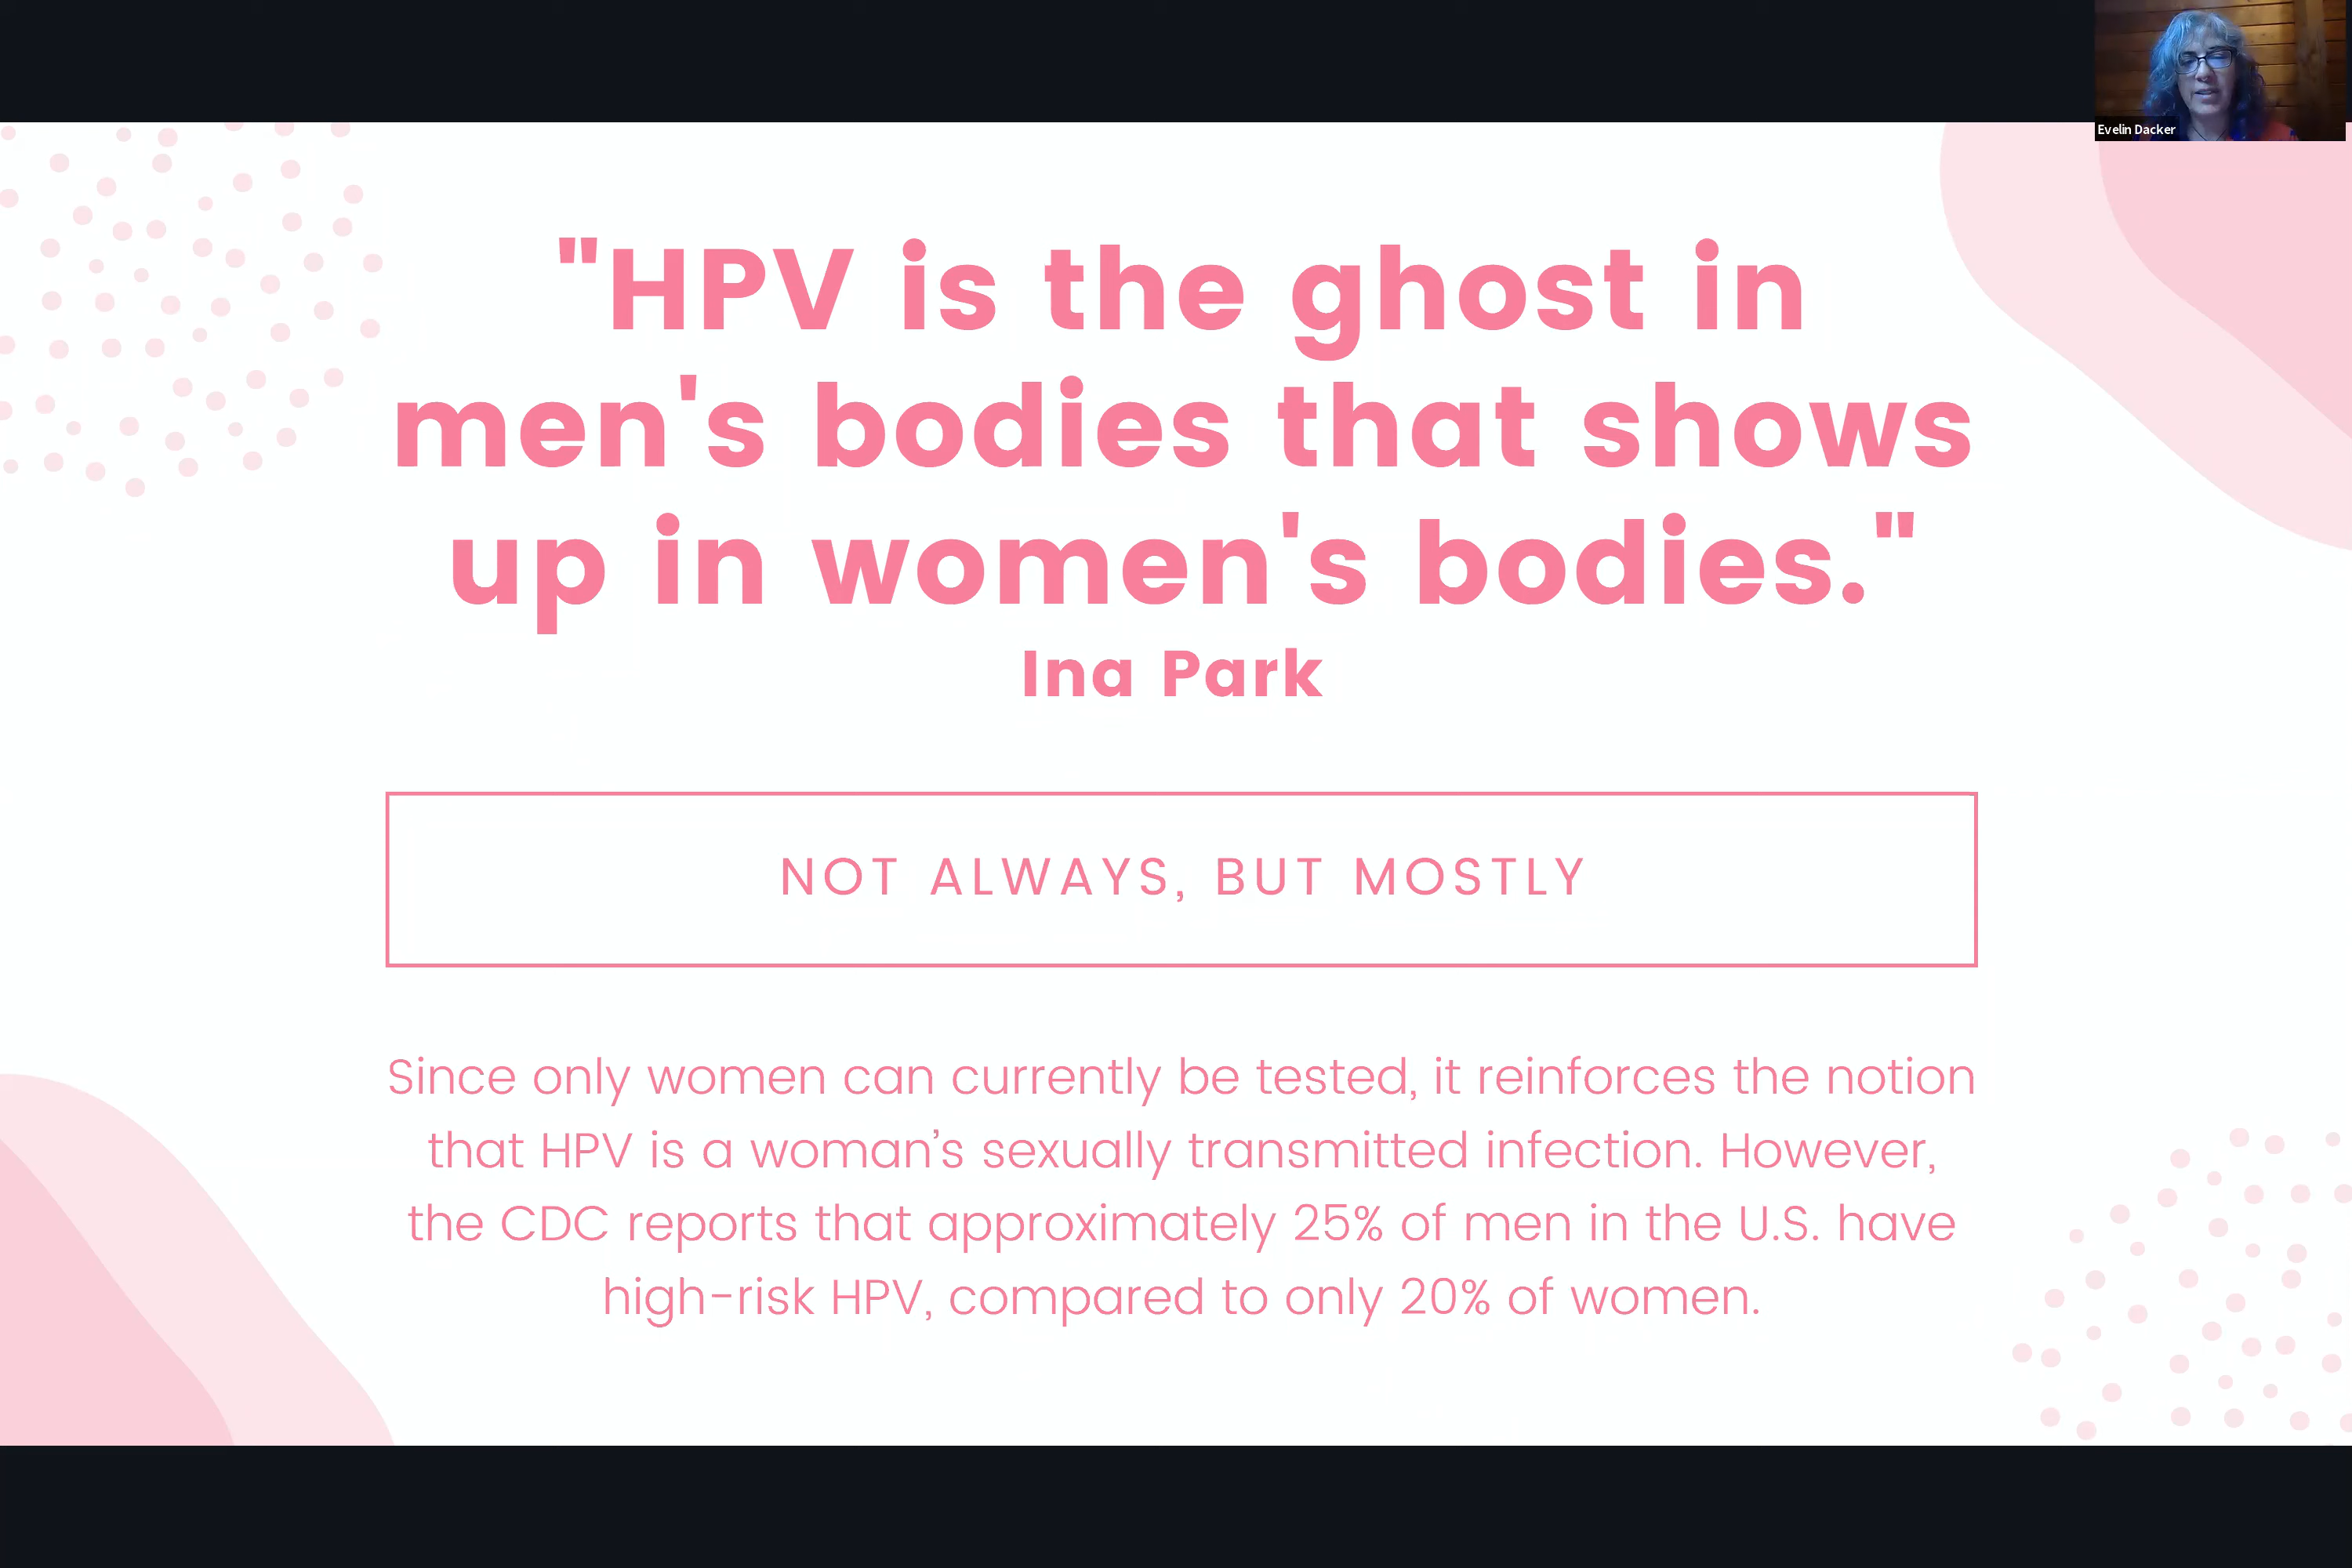 Evelin Dacker
"HPV is the ghost in
men's bodies that shows
up in women's bodies."
Ina Park
NOT ALWAYS, BUT MOSTLY
Since only women can currently be tested, it reinforces the notion
that HPV is a woman’s sexually transmitted infection. However,
the CDC reports that approximately 25% of men in the U.S. have
high-risk HPV, compared to only 20% of women.